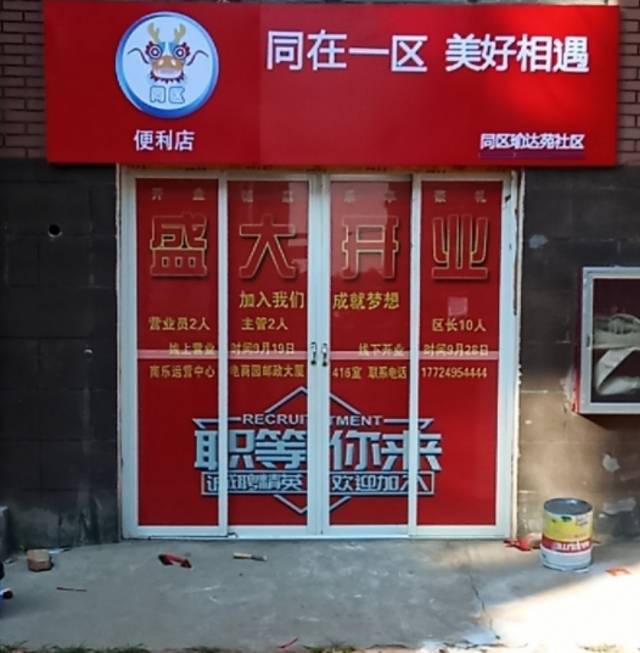 同在一区 美好相遇
同区
便利店
同区瑜达苑社区
盛大开业
加入我们 成就梦想
营业员2人 主管2人 区长10人
线上营业 时间9月19日 线下开业 时间9月28日
南乐运营中心 电商园邮政大厦 416室 联系电话 17724954444
RECRUITMENT
职等你来
诚聘精英 欢迎加入